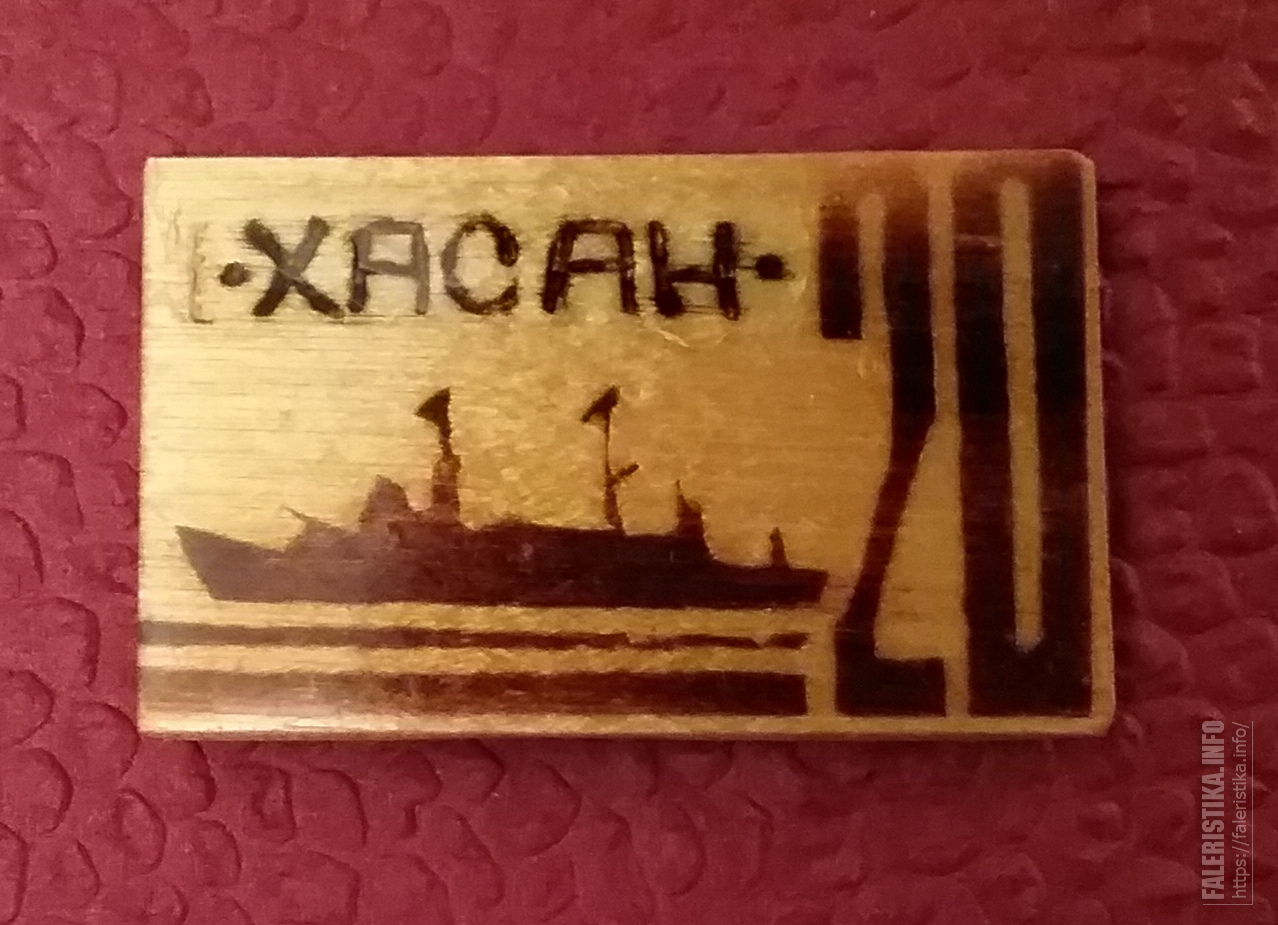 ·ХАСАН·
20
FALERISTIKA.INFO
https://faleristika.info/